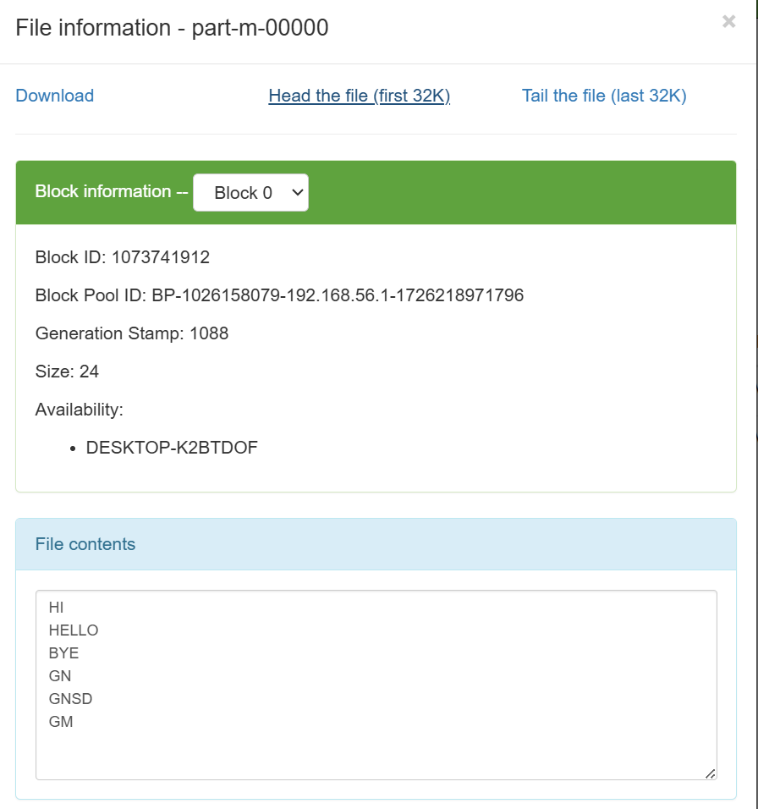 File information - part-m-00000
×
Download Head the file (first 32K) Tail the file (last 32K)
Block information -- Block 0
Block ID: 1073741912
Block Pool ID: BP-1026158079-192.168.56.1-1726218971796
Generation Stamp: 1088
Size: 24
Availability:
• DESKTOP-K2BTDOF
File contents
HI
HELLO
BYE
GN
GNSD
GM